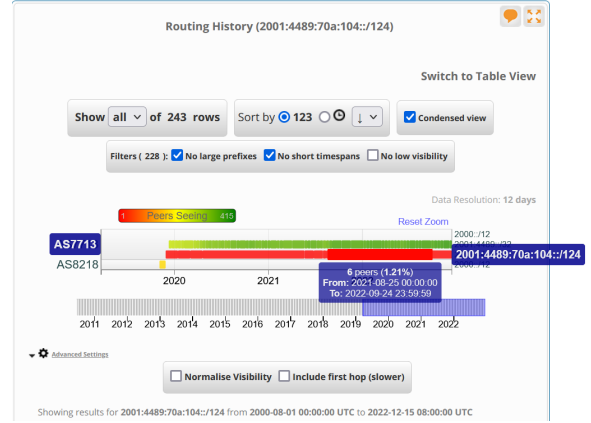 Routing History (2001:4489:70a:104::/124)
Switch to Table View
Show all of 243 rows
Sort by 123 ↓
Condensed view
Filters ( 228 ): No large prefixes No short timespans No low visibility
Data Resolution: 12 days
1 Peers Seeing 415
Reset Zoom
2000::/12
AS7713
2001:4489:70a:104::/124
AS8218
2000::/12
2020 2021
6 peers (1.21%)
From: 2021-08-25 00:00:00
To: 2022-09-24 23:59:59
2011 2012 2013 2014 2015 2016 2017 2018 2019 2020 2021 2022
Advanced Settings
Normalise Visibility Include first hop (slower)
Showing results for 2001:4489:70a:104::/124 from 2000-08-01 00:00:00 UTC to 2022-12-15 08:00:00 UTC